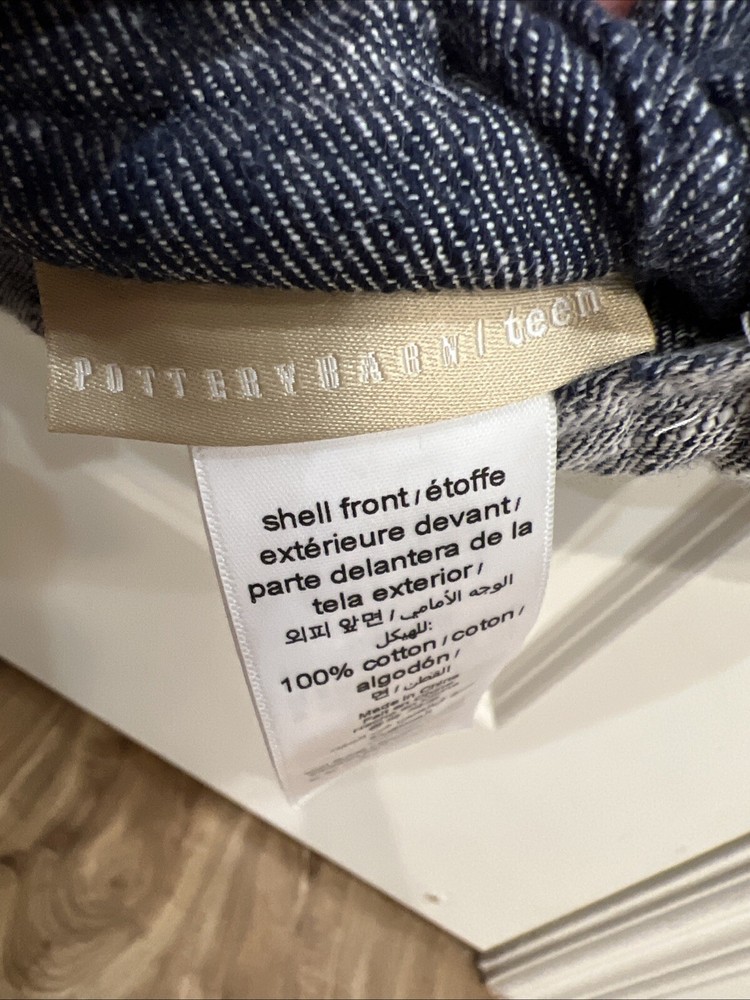 POTTERYBARN/teen
shell front/étoffe
extérieure devant/
parte delantera de la
tela exterior/
외피 앞면/الوجه الأمامي
للهيكل:
100% cotton/coton/
algodón/
면/القطن/
Made in China